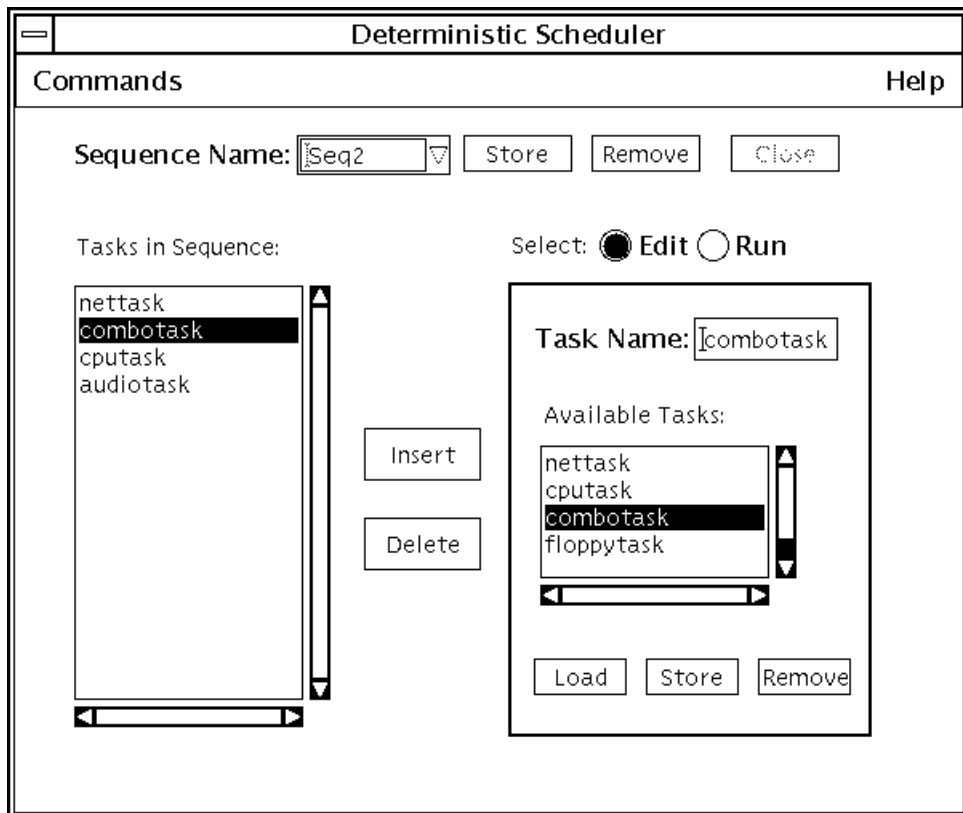 Deterministic Scheduler
Commands Help
Sequence Name: Seq2 Store Remove Close
Tasks in Sequence:
Select: Edit Run
nettask
combotask
cputask
audiotask
Insert
Delete
Task Name: combotask
Available Tasks:
nettask
cputask
combotask
floppytask
Load Store Remove